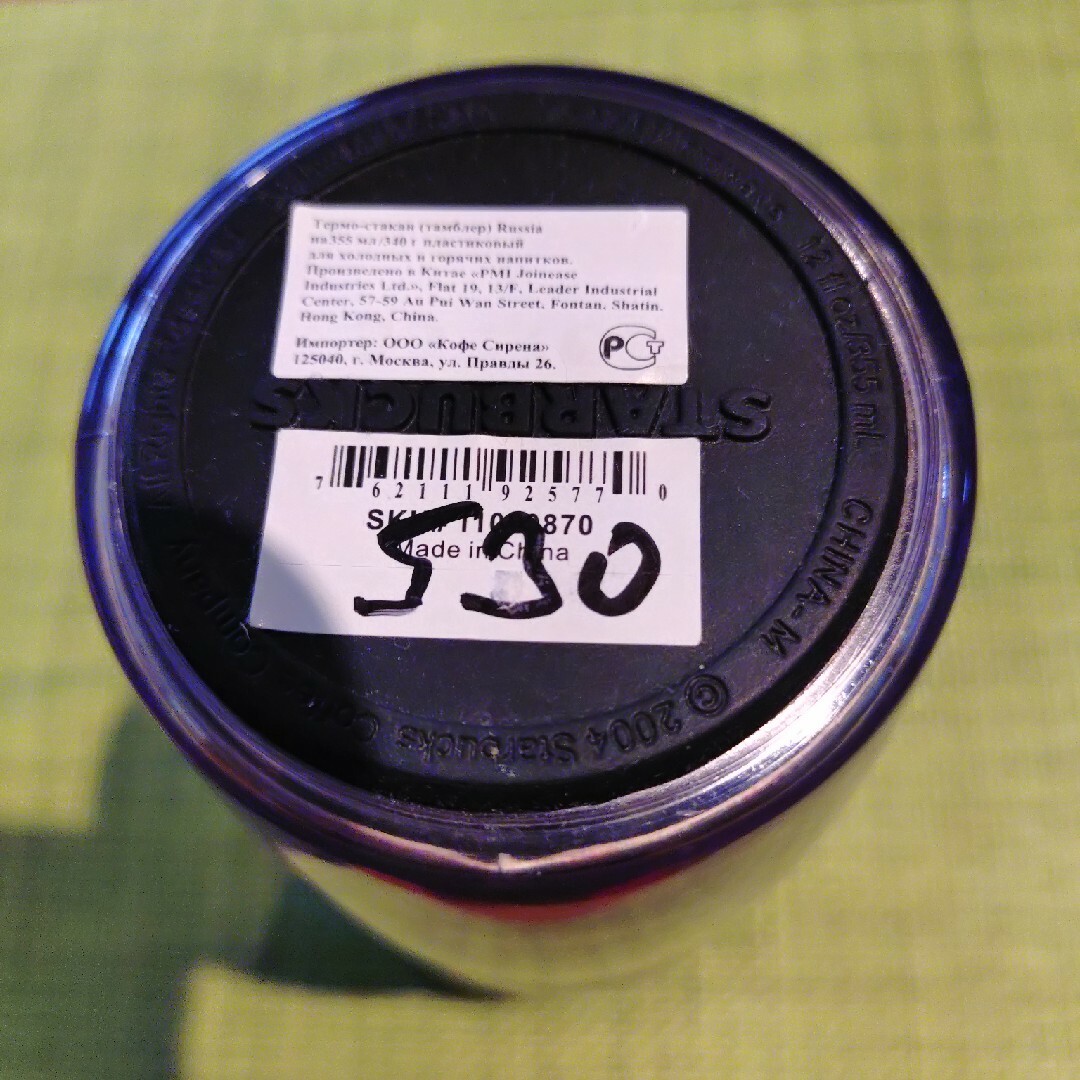 Термо-стакан (тамблер) Russia
на355 мл/340 г пластиковый
для холодных и горячих напитков.
Произведено в Китае «PMI Joinease
Industries Ltd.», Flat 19, 13/F, Leader Industrial
Center, 57-59 Au Pui Wan Street, Fontan, Shatin,
Hong Kong, China.
Импортер: ООО «Кофе Сирена»
125040, г. Москва, ул. Правды 26.
РСТ
STARBUCKS
7 62111 92577 0
Made in China
530
12 fl oz/355 mL
CHINA-M
© 2004 Starbucks Coffee Company